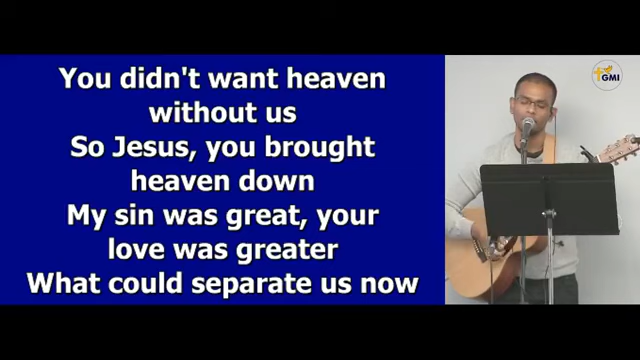 You didn't want heaven
without us
So Jesus, you brought
heaven down
My sin was great, your
love was greater
What could separate us now
GMI